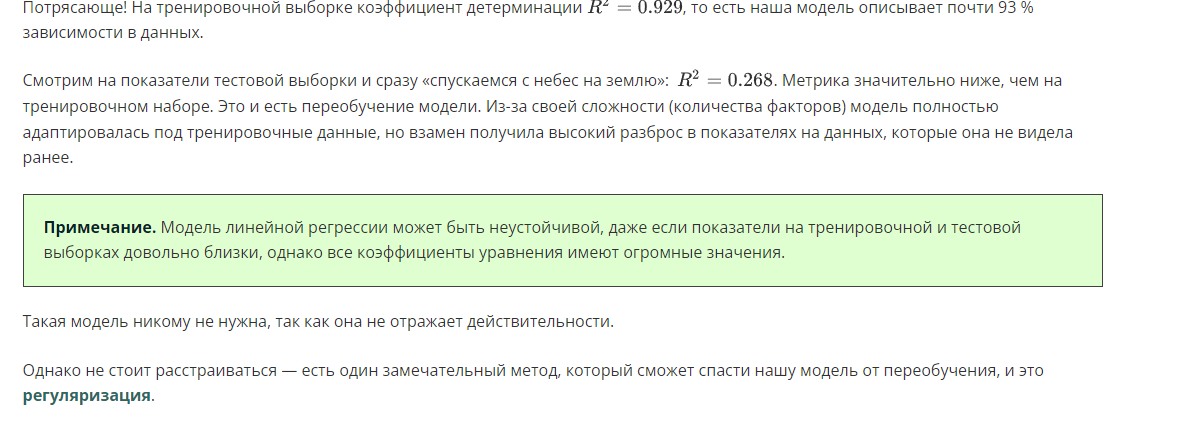 Потрясающе! На тренировочной выборке коэффициент детерминации R² = 0.929, то есть наша модель описывает почти 93 %
зависимости в данных.
Смотрим на показатели тестовой выборки и сразу «спускаемся с небес на землю»: R² = 0.268. Метрика значительно ниже, чем на
тренировочном наборе. Это и есть переобучение модели. Из-за своей сложности (количества факторов) модель полностью
адаптировалась под тренировочные данные, но взамен получила высокий разброс в показателях на данных, которые она не видела
ранее.
Примечание. Модель линейной регрессии может быть неустойчивой, даже если показатели на тренировочной и тестовой
выборках довольно близки, однако все коэффициенты уравнения имеют огромные значения.
Такая модель никому не нужна, так как она не отражает действительности.
Однако не стоит расстраиваться — есть один замечательный метод, который сможет спасти нашу модель от переобучения, и это
регуляризация.